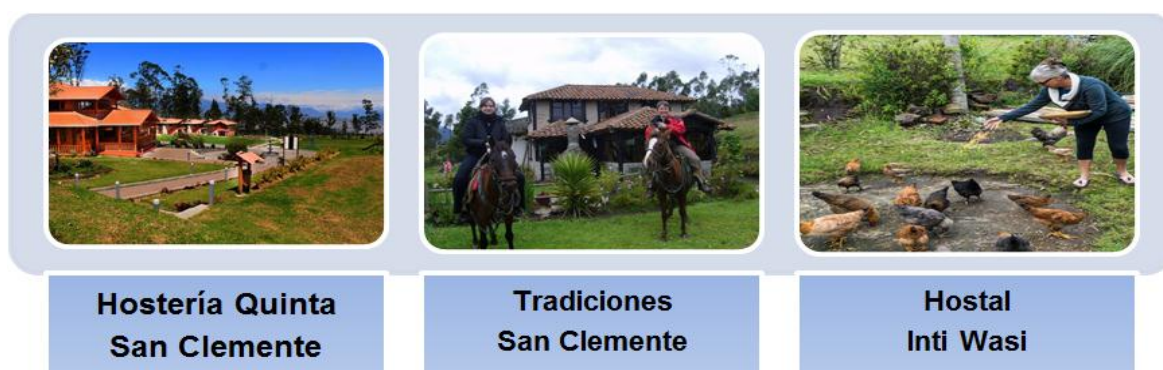 Hostería Quinta
San Clemente
Tradiciones
San Clemente
Hostal
Inti Wasi